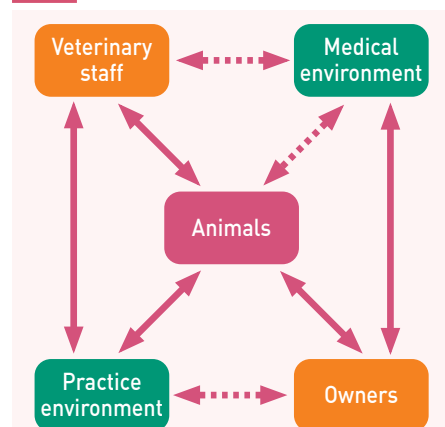 Veterinary
staff
Medical
environment
Animals
Practice
environment
Owners